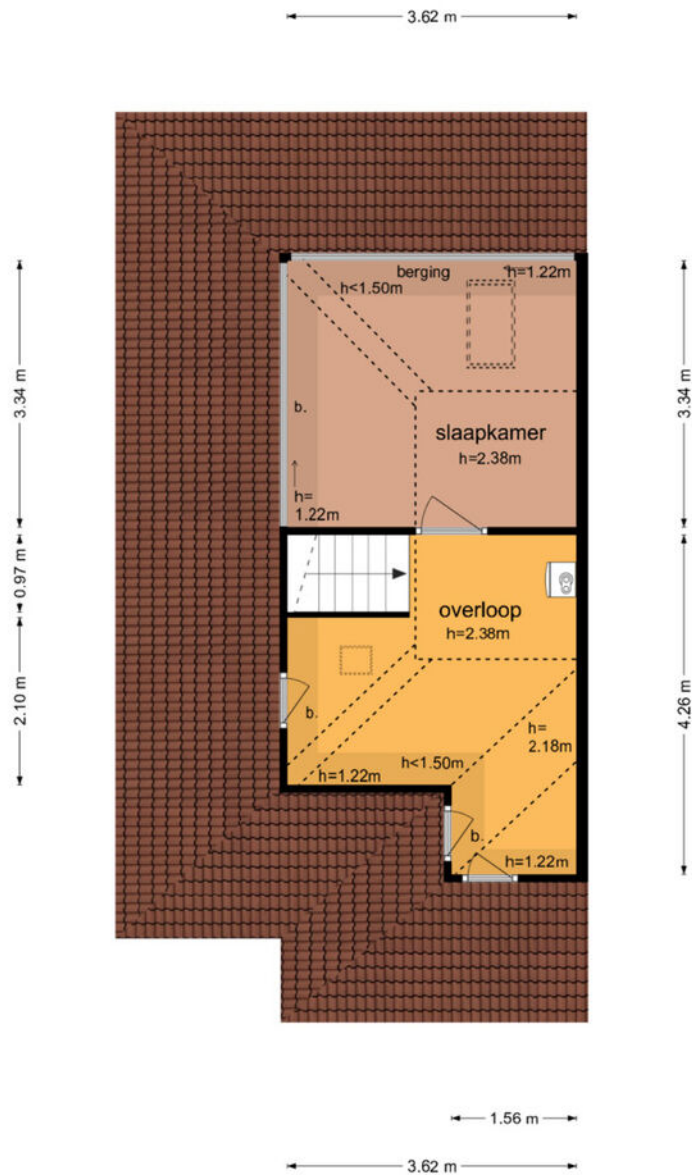 3.62 m
berging
h=1.22m
h<1.50m
3.34 m
3.34 m
b.
slaapkamer
h=2.38m
h=
1.22m
0.97 m
overloop
h=2.38m
2.10 m
4.26 m
b.
h=
2.18m
h<1.50m
h=1.22m
b.
h=1.22m
1.56 m
3.62 m